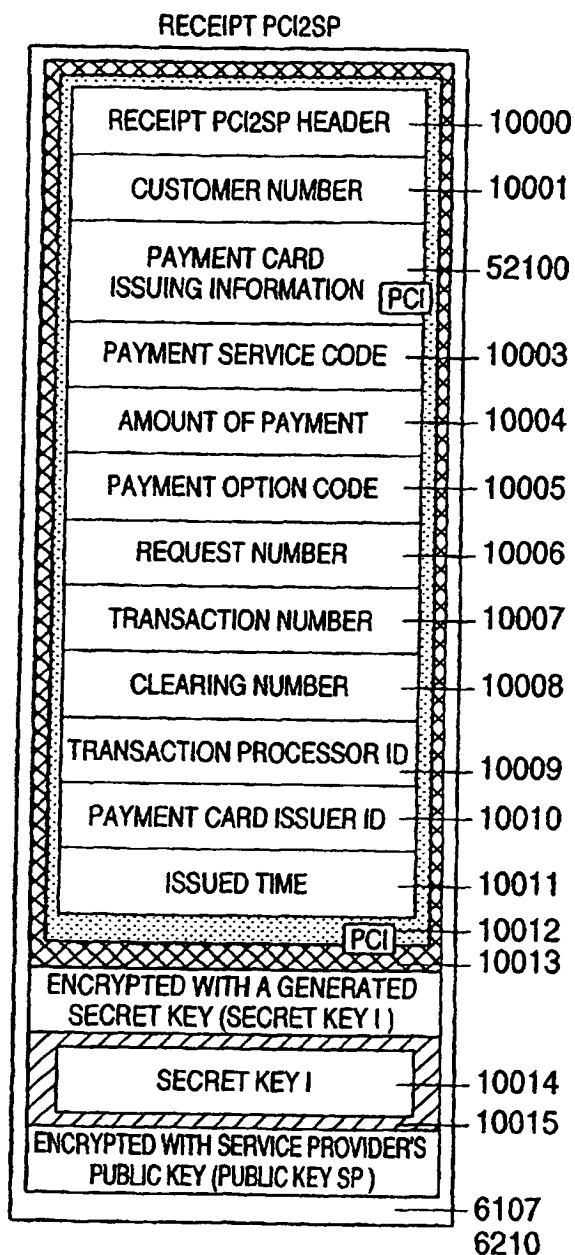 RECEIPT PCI2SP
RECEIPT PCI2SP HEADER 10000
CUSTOMER NUMBER 10001
PAYMENT CARD
ISSUING INFORMATION 52100
PCI
PAYMENT SERVICE CODE 10003
AMOUNT OF PAYMENT 10004
PAYMENT OPTION CODE 10005
REQUEST NUMBER 10006
TRANSACTION NUMBER 10007
CLEARING NUMBER 10008
TRANSACTION PROCESSOR ID 10009
PAYMENT CARD ISSUER ID 10010
ISSUED TIME 10011
PCI 10012
10013
ENCRYPTED WITH A GENERATED
SECRET KEY (SECRET KEY I )
SECRET KEY I 10014
10015
ENCRYPTED WITH SERVICE PROVIDER'S
PUBLIC KEY (PUBLIC KEY SP )
6107
6210